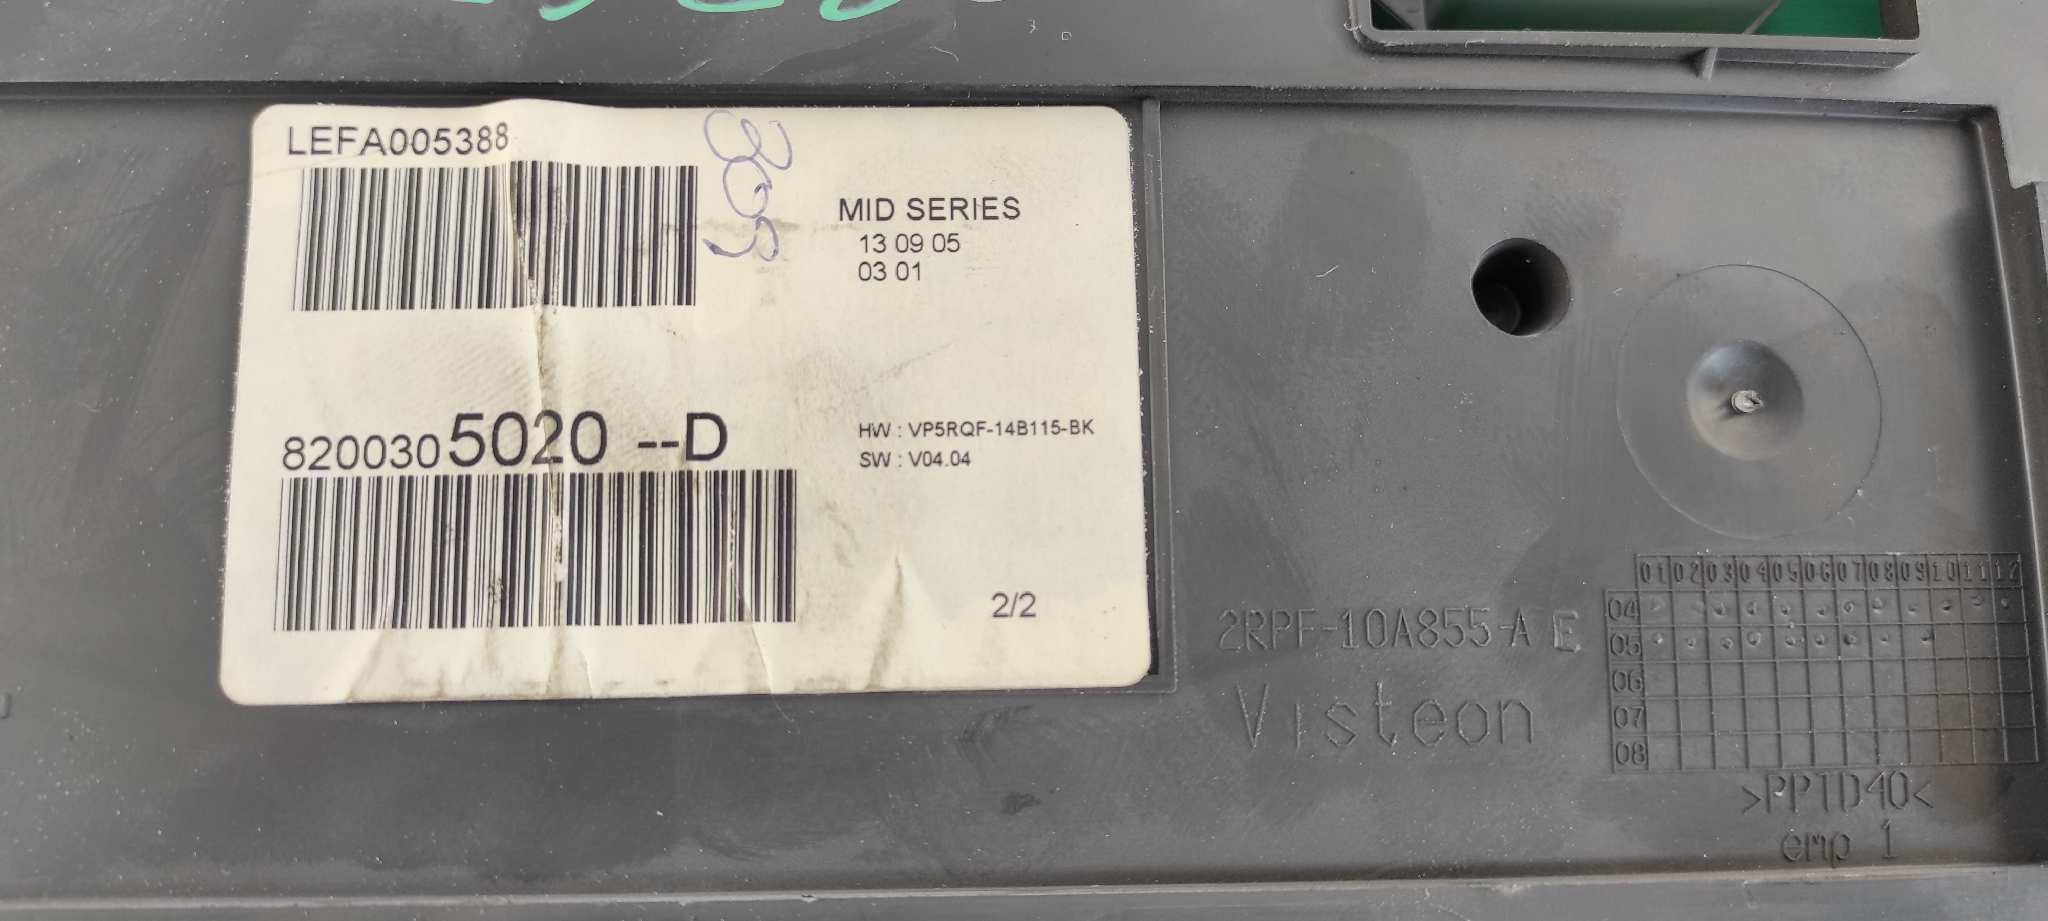 LEFA005388
MID SERIES
13 09 05
03 01
8200305020 --D
HW : VP5RQF-14B115-BK
SW : V04.04
2/2
2RPF-10A855-A E
Visteon
01 02 03 04 05 06 07 08 09 10 11 12
04
05
06
07
08
>PPTD40<
emp 1